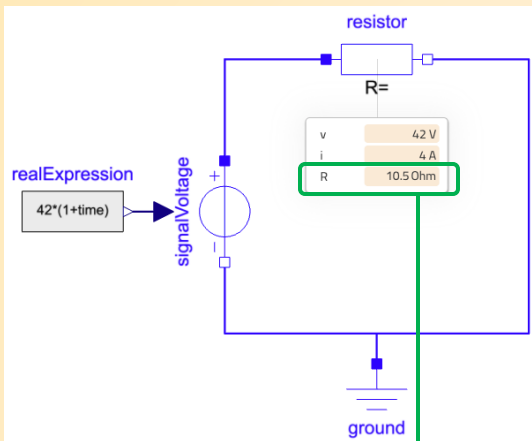 resistor
R=
v 42 V
i 4 A
R 10.5 Ohm
realExpression
42*(1+time)
signalVoltage
+
−
ground